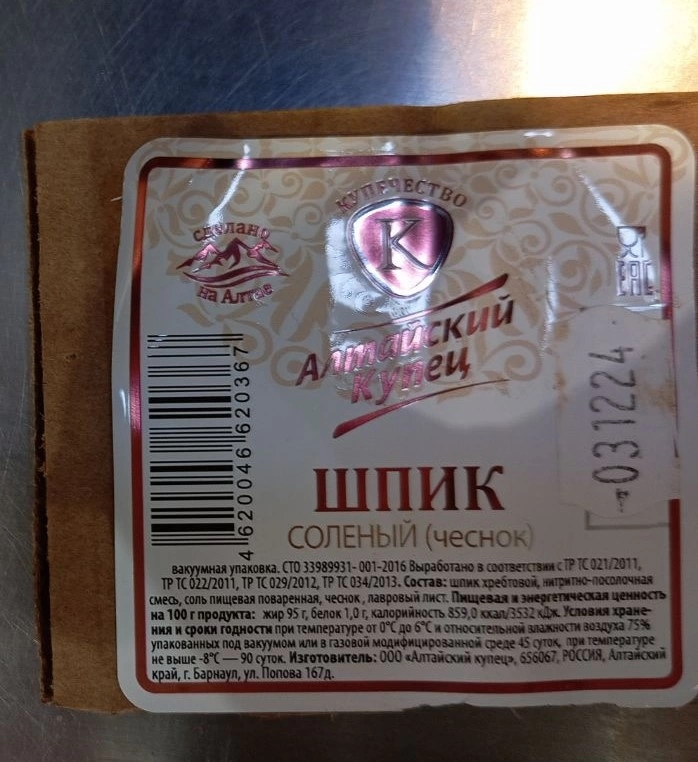 КУПЕЧЕСТВО
К
сделано
на Алтае
EAC
Алтайский
Купец
031224
4 620046 620367
ШПИК
СОЛЕНЫЙ (чеснок)
вакуумная упаковка. СТО 33989931- 001-2016 Выработано в соответствии с ТР ТС 021/2011,
ТР ТС 022/2011, ТР ТС 029/2012, ТР ТС 034/2013. Состав: шпик хребтовой, нитритно-посолочная
смесь, соль пищевая поваренная, чеснок , лавровый лист. Пищевая и энергетическая ценность
на 100 г продукта: жир 95 г, белок 1,0 г, калорийность 859,0 ккал/3532 кДж. Условия хране-
ния и сроки годности при температуре от 0°С до 6°С и относительной влажности воздуха 75%
упакованных под вакуумом или в газовой модифицированной среде 45 суток, при температуре
не выше -8°С — 90 суток. Изготовитель: ООО «Алтайский купец», 656067, РОССИЯ, Алтайский
край, г. Барнаул, ул. Попова 167д.